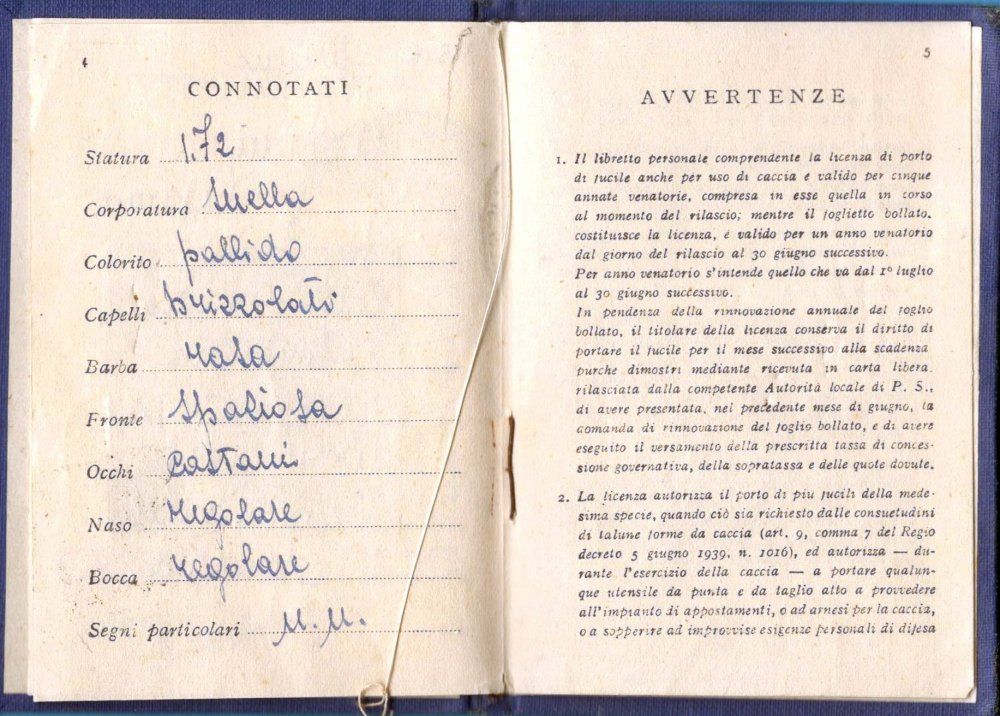 4
CONNOTATI
Statura 1.72
Corporatura snella
Colorito pallido
Capelli brizzolati
Barba rasa
Fronte spaziosa
Occhi castani
Naso regolare
Bocca regolare
Segni particolari N. N.
5
AVVERTENZE
1. Il libretto personale comprendente la licenza di porto
di fucile anche per uso di caccia e valido per cinque
annate venatorie, compresa in esse quella in corso
al momento del rilascio; mentre il foglietto bollato.
costituisce la licenza, é valido per un anno venatorio
dal giorno del rilascio al 30 giugno successivo.
Per anno venatorio s'intende quello che va dal 1º luglio
al 30 giugno successivo.
In pendenza della rinnovazione annuale del foglio
bollato, il titolare della licenza conserva il diritto di
portare il fucile per il mese successivo alla scadenza
purche dimostri mediante ricevuta in carta libera.
rilasciata dalla competente Autorità locale di P. S.,
di avere presentata, nel precedente mese di giugno, la
comanda di rinnovazione del foglio bollato, e di avere
eseguito il versamento della prescritta tassa di conces-
sione governativa, della sopratassa e delle quote dovute.
2. La licenza autorizza il porto di piu fucili della mede-
sima specie, quando ciò sia richiesto dalle consuetudini
di talune forme da caccia (art. 9, comma 7 del Regio
decreto 5 giugno 1939, n. 1016), ed autorizza — du-
rante l'esercizio della caccia — a portare qualun-
que utensile da punta e da taglio atto a provvedere
all'impianto di appostamenti, o ad arnesi per la caccia,
o a sopperire ad improvvise esigenze personali di difesa